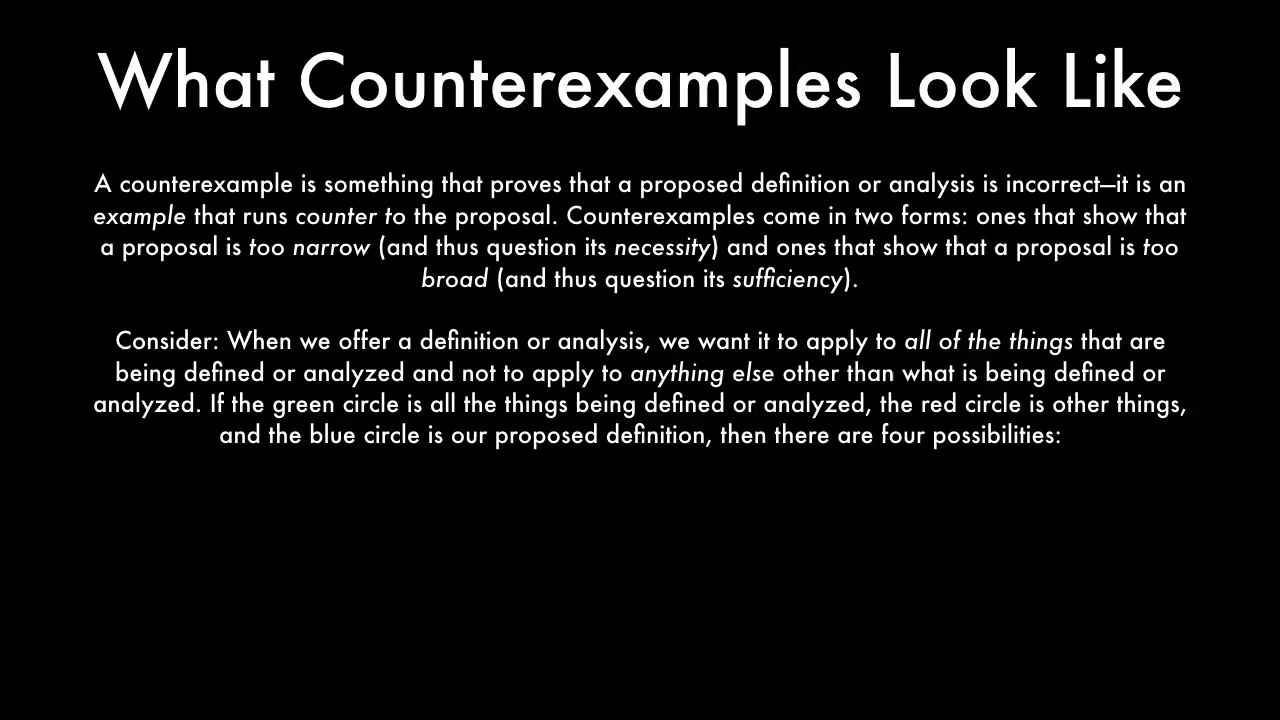 What Counterexamples Look Like
A counterexample is something that proves that a proposed definition or analysis is incorrect—it is an
example that runs counter to the proposal. Counterexamples come in two forms: ones that show that
a proposal is too narrow (and thus question its necessity) and ones that show that a proposal is too
broad (and thus question its sufficiency).
Consider: When we offer a definition or analysis, we want it to apply to all of the things that are
being defined or analyzed and not to apply to anything else other than what is being defined or
analyzed. If the green circle is all the things being defined or analyzed, the red circle is other things,
and the blue circle is our proposed definition, then there are four possibilities: